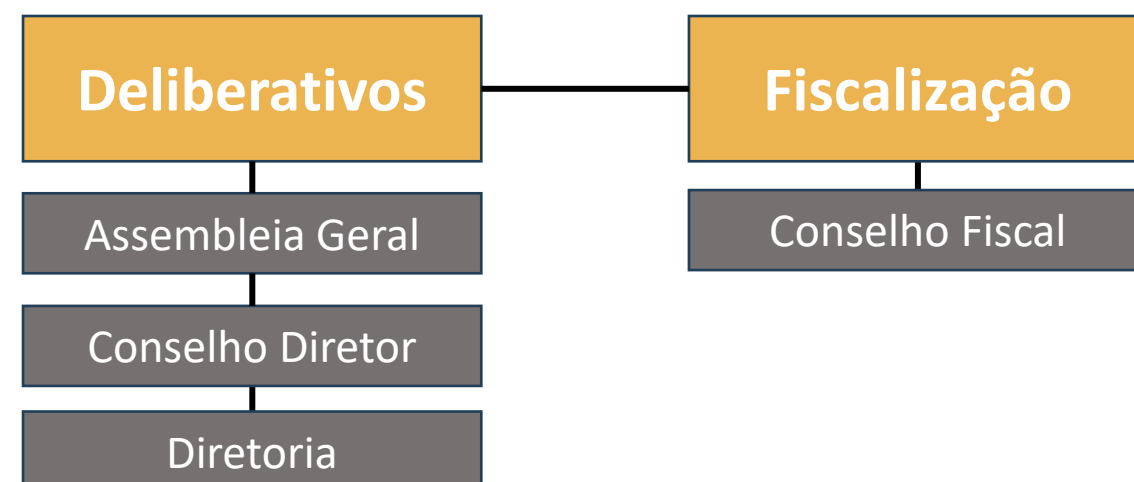 Deliberativos
Fiscalização
Assembleia Geral
Conselho Fiscal
Conselho Diretor
Diretoria